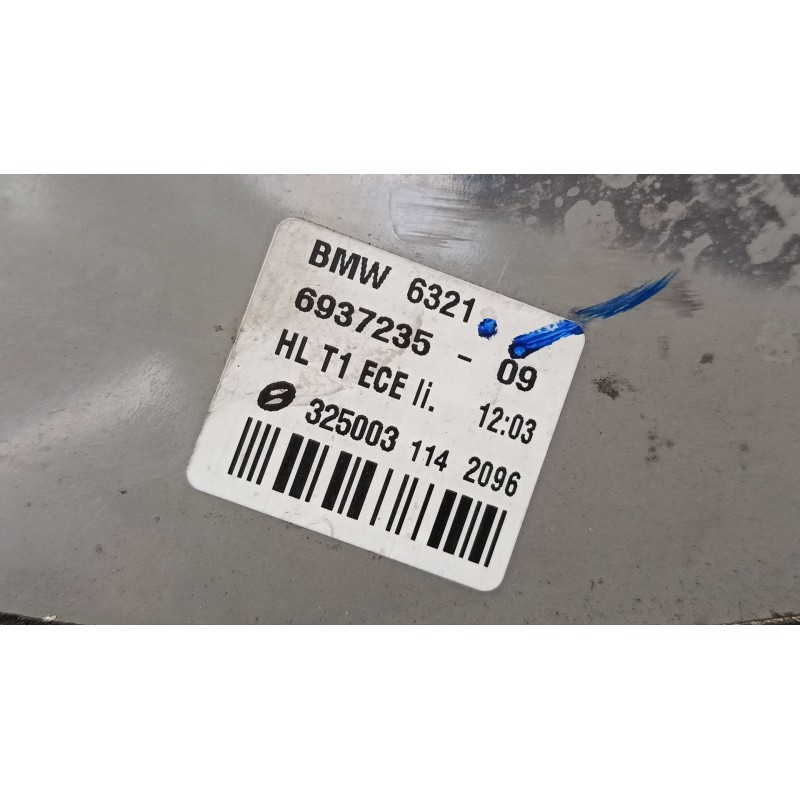 BMW 6321
6937235 - 09
HL T1 ECE li. 12:03
325003 114 2096